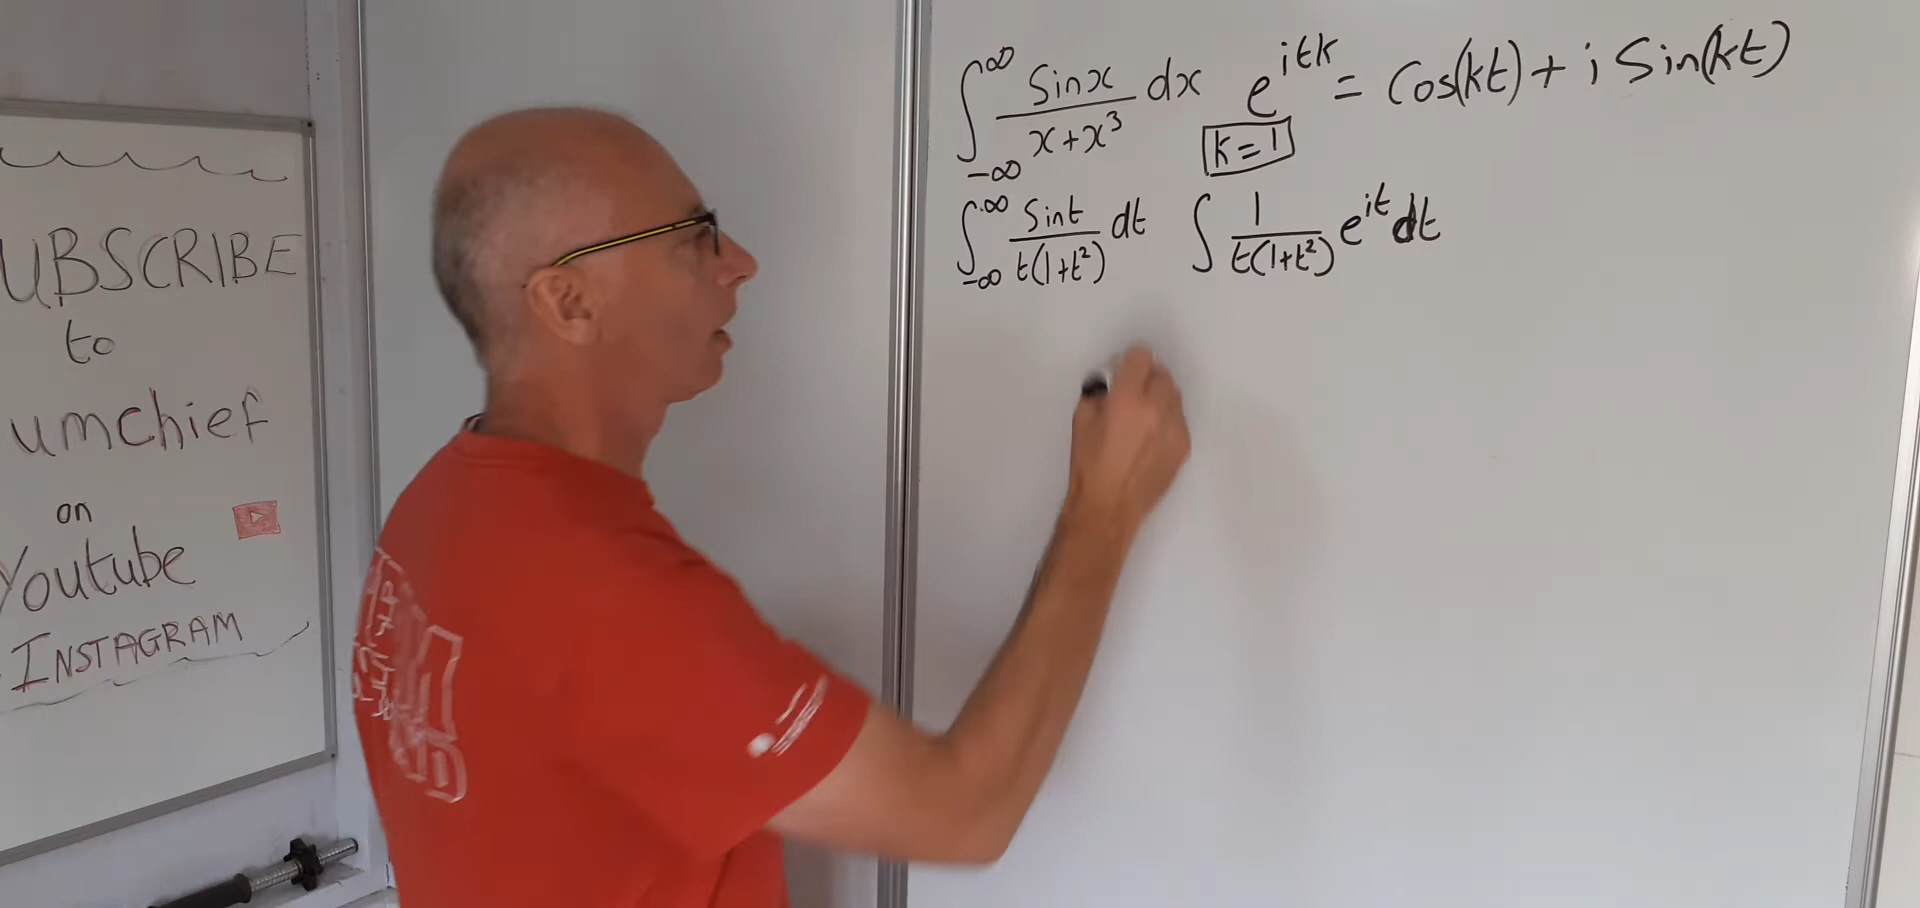 UBSCRIBE
to
umchief
on
Youtube
INSTAGRAM
∫_{-∞}^{∞} Sinx/(x+x³) dx e^{itk} = Cos(kt) + i Sin(kt)
k=1
∫_{-∞}^{∞} Sint/(t(1+t²)) dt ∫ 1/(t(1+t²)) e^{it} dt